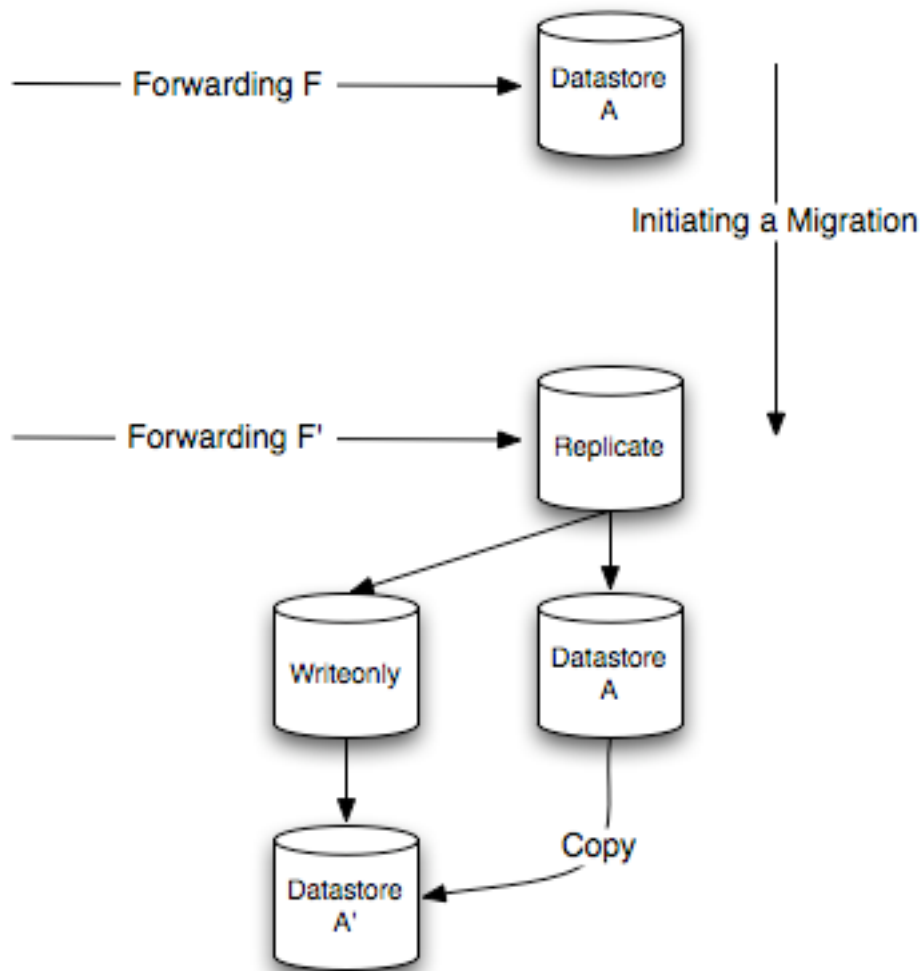 Forwarding F
Datastore
A
Initiating a Migration
Forwarding F'
Replicate
Writeonly
Datastore
A
Copy
Datastore
A'